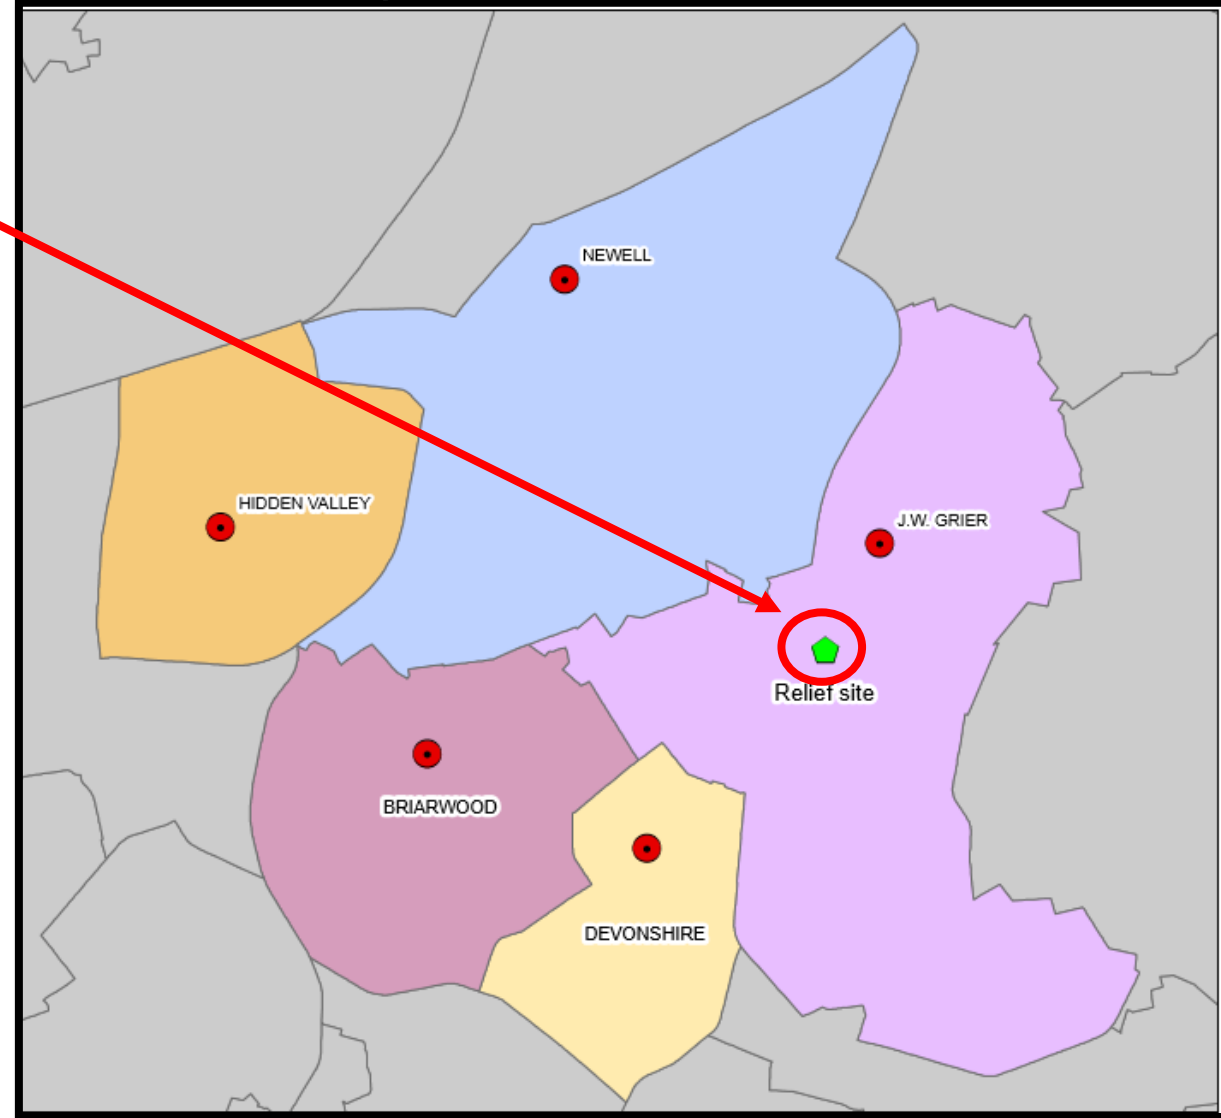 NEWELL
HIDDEN VALLEY
J.W. GRIER
Relief site
BRIARWOOD
DEVONSHIRE